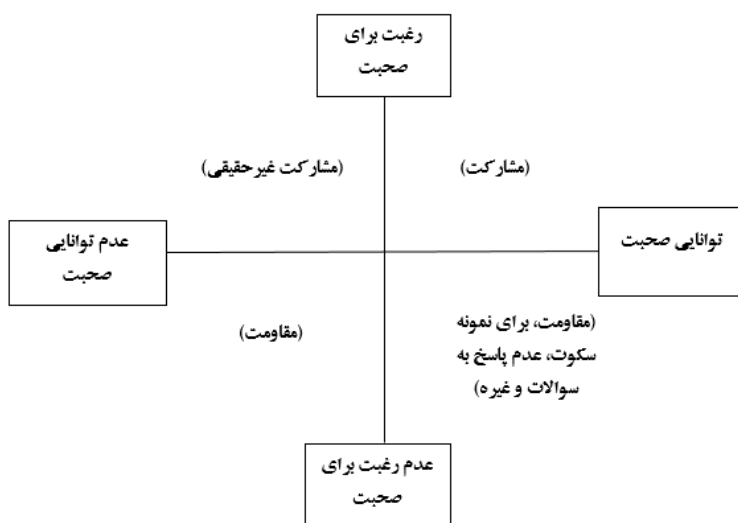 رغبت برای
صحبت
(مشارکت)
(مشارکت غیرحقیقی)
توانایی صحبت
عدم توانایی
صحبت
(مقاومت، برای نمونه
سکوت، عدم پاسخ به
سوالات و غیره)
(مقاومت)
عدم رغبت برای
صحبت